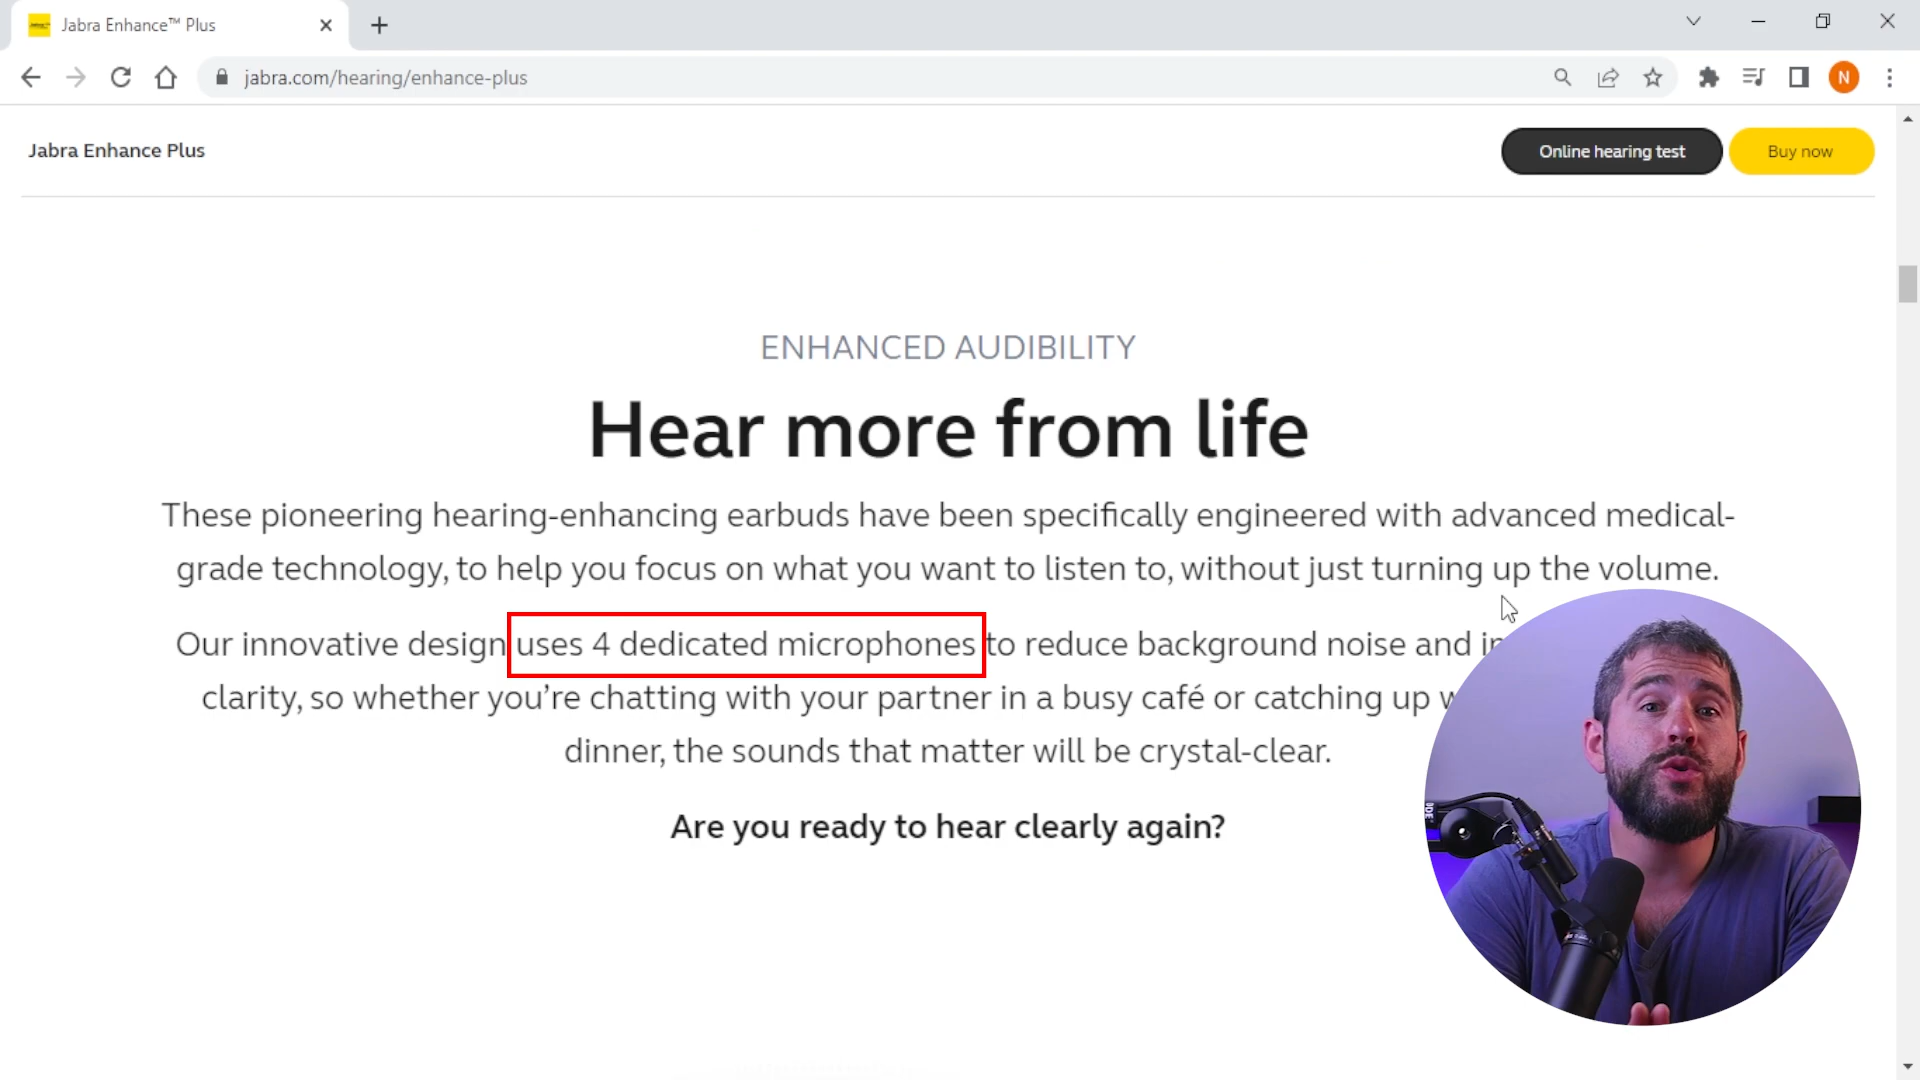 Jabra Enhance™ Plus
jabra.com/hearing/enhance-plus
N
Jabra Enhance Plus
Online hearing test
Buy now
ENHANCED AUDIBILITY
Hear more from life
These pioneering hearing-enhancing earbuds have been specifically engineered with advanced medical-
grade technology, to help you focus on what you want to listen to, without just turning up the volume.
Our innovative design uses 4 dedicated microphones to reduce background noise and
clarity, so whether you’re chatting with your partner in a busy café or catching up
dinner, the sounds that matter will be crystal-clear.
Are you ready to hear clearly again?